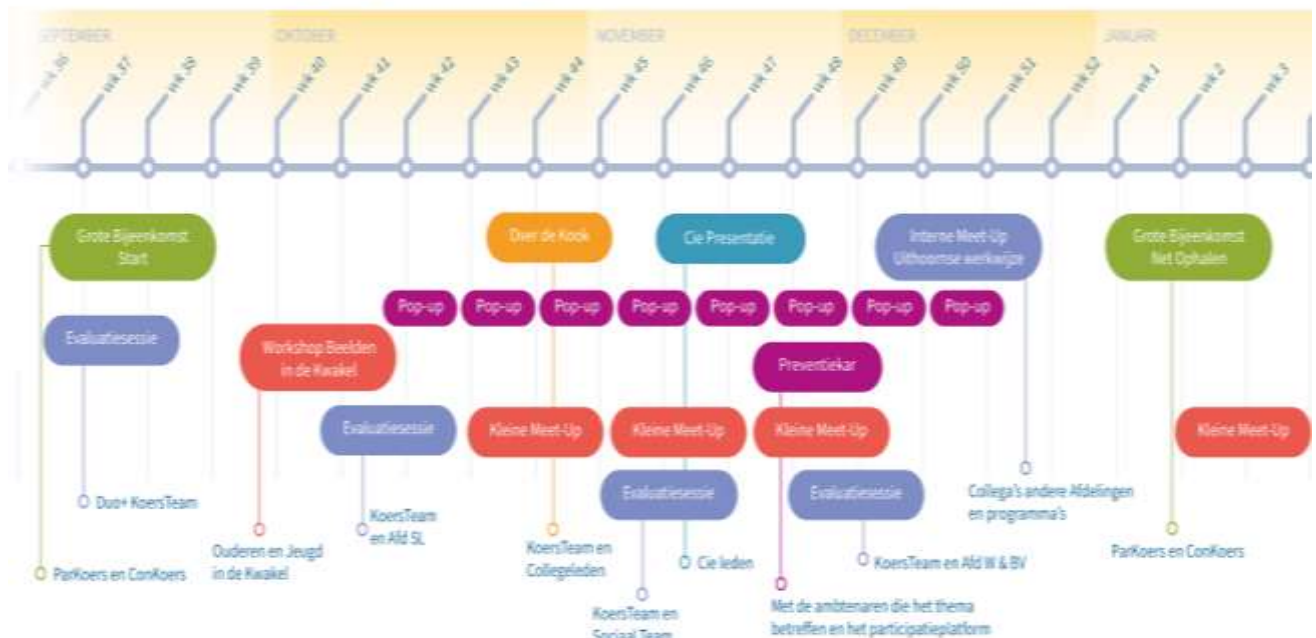 SEPTEMBER OKTOBER NOVEMBER DECEMBER JANUARI
wk 36 wk 37 wk 38 wk 39 wk 40 wk 41 wk 42 wk 43 wk 44 wk 45 wk 46 wk 47 wk 48 wk 49 wk 50 wk 51 wk 52 wk 1 wk 2 wk 3
Grote Bijeenkomst
Start
Over de Kook
Cie Presentatie
Interne Meet-Up
Uithoornse werkwijze
Grote Bijeenkomst
Net Ophalen
Pop-up Pop-up Pop-up Pop-up Pop-up Pop-up Pop-up Pop-up
Evaluatiesessie
Workshop Beelden
in de Kwakel
Preventiekar
Evaluatiesessie
Kleine Meet-Up
Kleine Meet-Up
Kleine Meet-Up
Kleine Meet-Up
Evaluatiesessie
Evaluatiesessie
Duo+ KoersTeam
KoersTeam
en Afd SL
Collega's andere Afdelingen
en programma's
Ouderen en Jeugd
in de Kwakel
KoersTeam en
Collegeleden
ParKoers en ConKoers
ParKoers en ConKoers
Cie leden
KoersTeam en Afd W & BV
KoersTeam en
Sociaal Team
Met de ambtenaren die het thema
betreffen en het participatieplatform